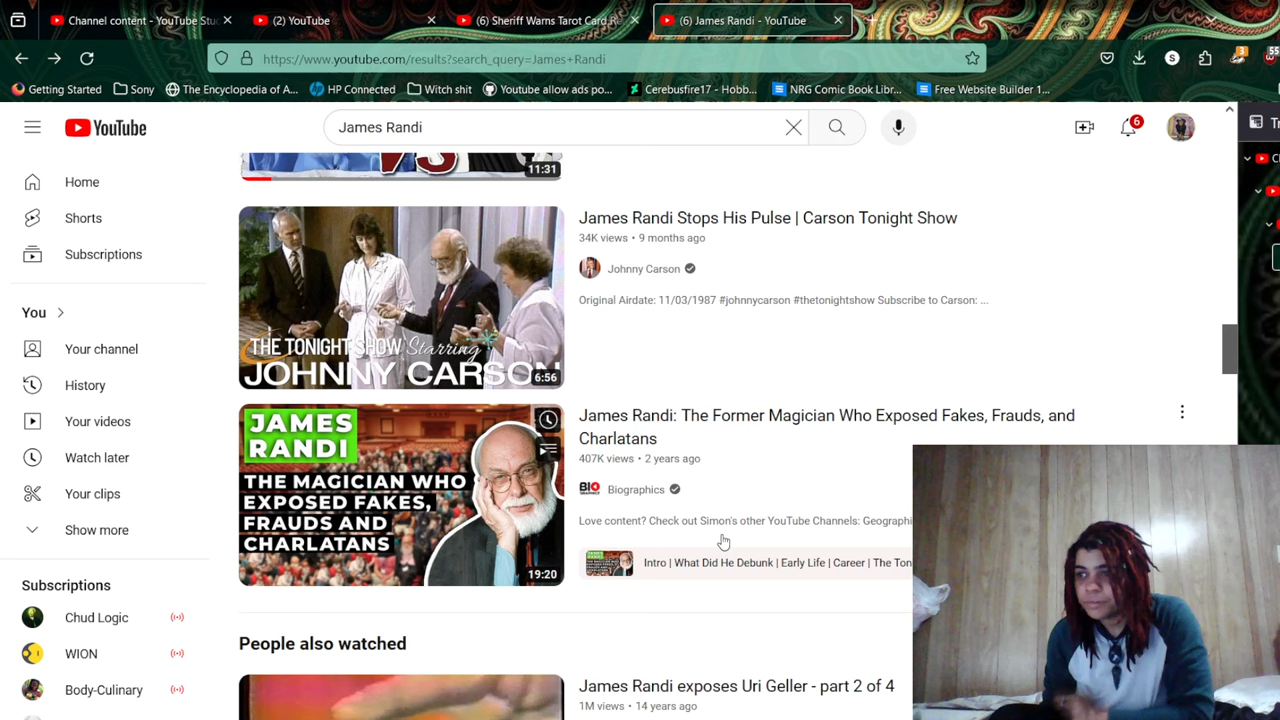 Channel content - YouTube Stu
(2) YouTube
(6) Sheriff Warns Tarot Card Re
(6) James Randi - YouTube
https://www.youtube.com/results?search_query=James+Randi
3
55
Getting Started
Sony
The Encyclopedia of A...
HP Connected
Witch shit
Youtube allow ads po...
Cerebusfire17 - Hobb...
NRG Comic Book Libr...
Free Website Builder 1...
YouTube
James Randi
6
Home
Shorts
Subscriptions
You
Your channel
History
Your videos
Watch later
Your clips
Show more
Subscriptions
Chud Logic
WION
Body-Culinary
VS
11:31
THE TONIGHT SHOW Starring
JOHNNY CARSON
6:56
James Randi Stops His Pulse | Carson Tonight Show
34K views • 9 months ago
Johnny Carson
Original Airdate: 11/03/1987 #johnnycarson #thetonightshow Subscribe to Carson: ...
JAMES
RANDI
THE MAGICIAN WHO
EXPOSED FAKES,
FRAUDS AND
CHARLATANS
19:20
James Randi: The Former Magician Who Exposed Fakes, Frauds, and
Charlatans
407K views • 2 years ago
Biographics
Love content? Check out Simon's other YouTube Channels: Geographi
Intro | What Did He Debunk | Early Life | Career | The Ton
People also watched
James Randi exposes Uri Geller - part 2 of 4
1M views • 14 years ago